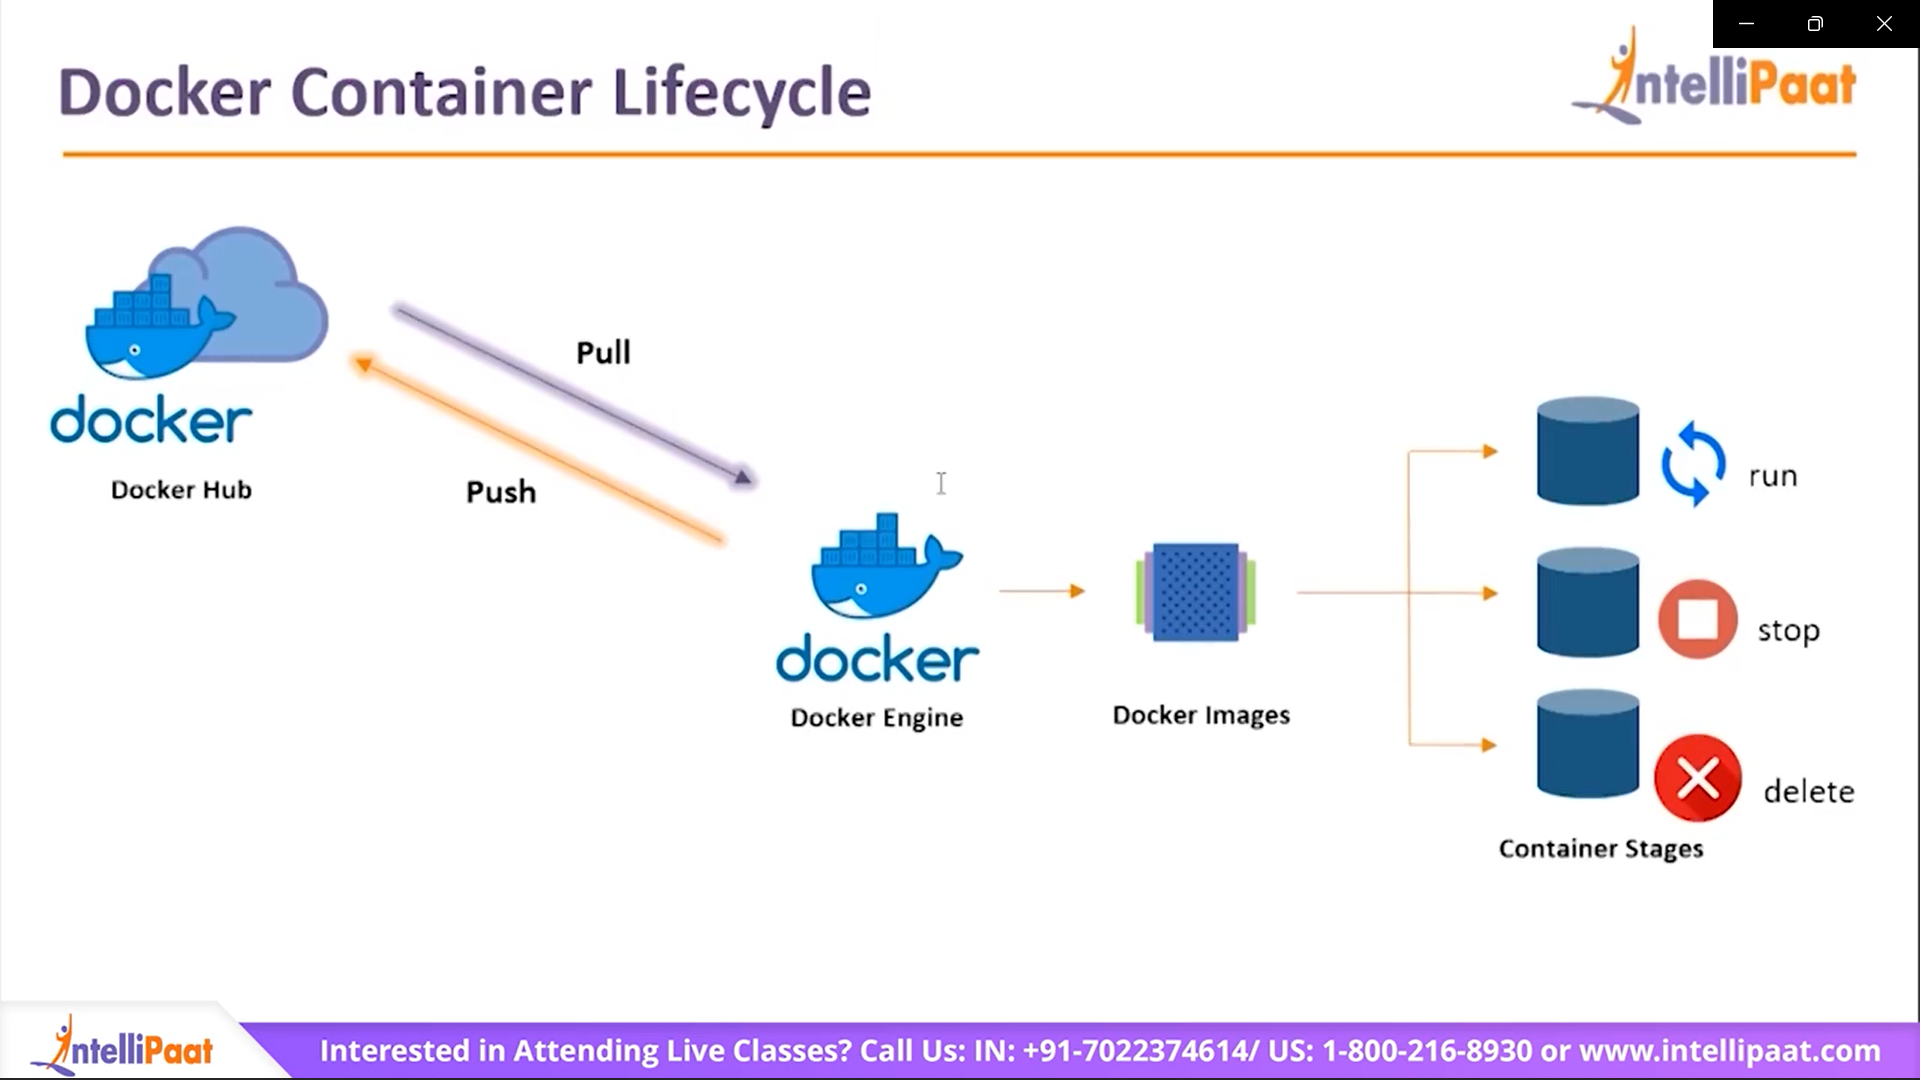 Docker Container Lifecycle
IntelliPaat
docker
Docker Hub
Pull
Push
docker
Docker Engine
Docker Images
run
stop
delete
Container Stages
IntelliPaat
Interested in Attending Live Classes? Call Us: IN: +91-7022374614/ US: 1-800-216-8930 or www.intellipaat.com